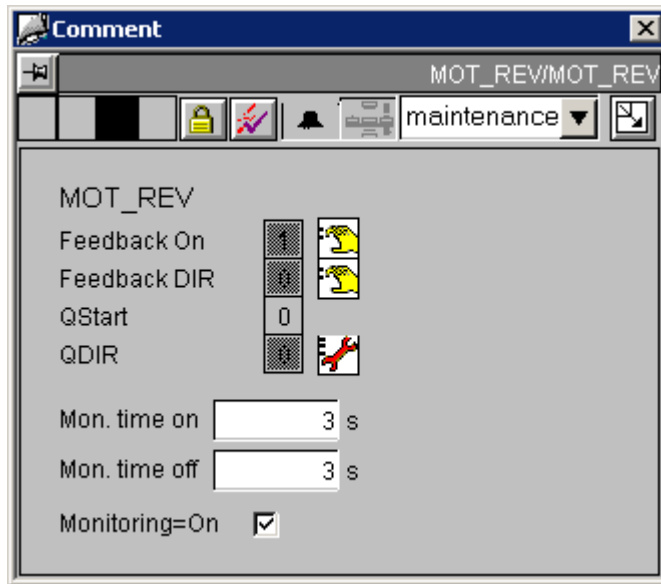 Comment
MOT_REV/MOT_REV
maintenance
MOT_REV
Feedback On 1
Feedback DIR 0
QStart 0
QDIR 0
Mon. time on 3 s
Mon. time off 3 s
Monitoring=On